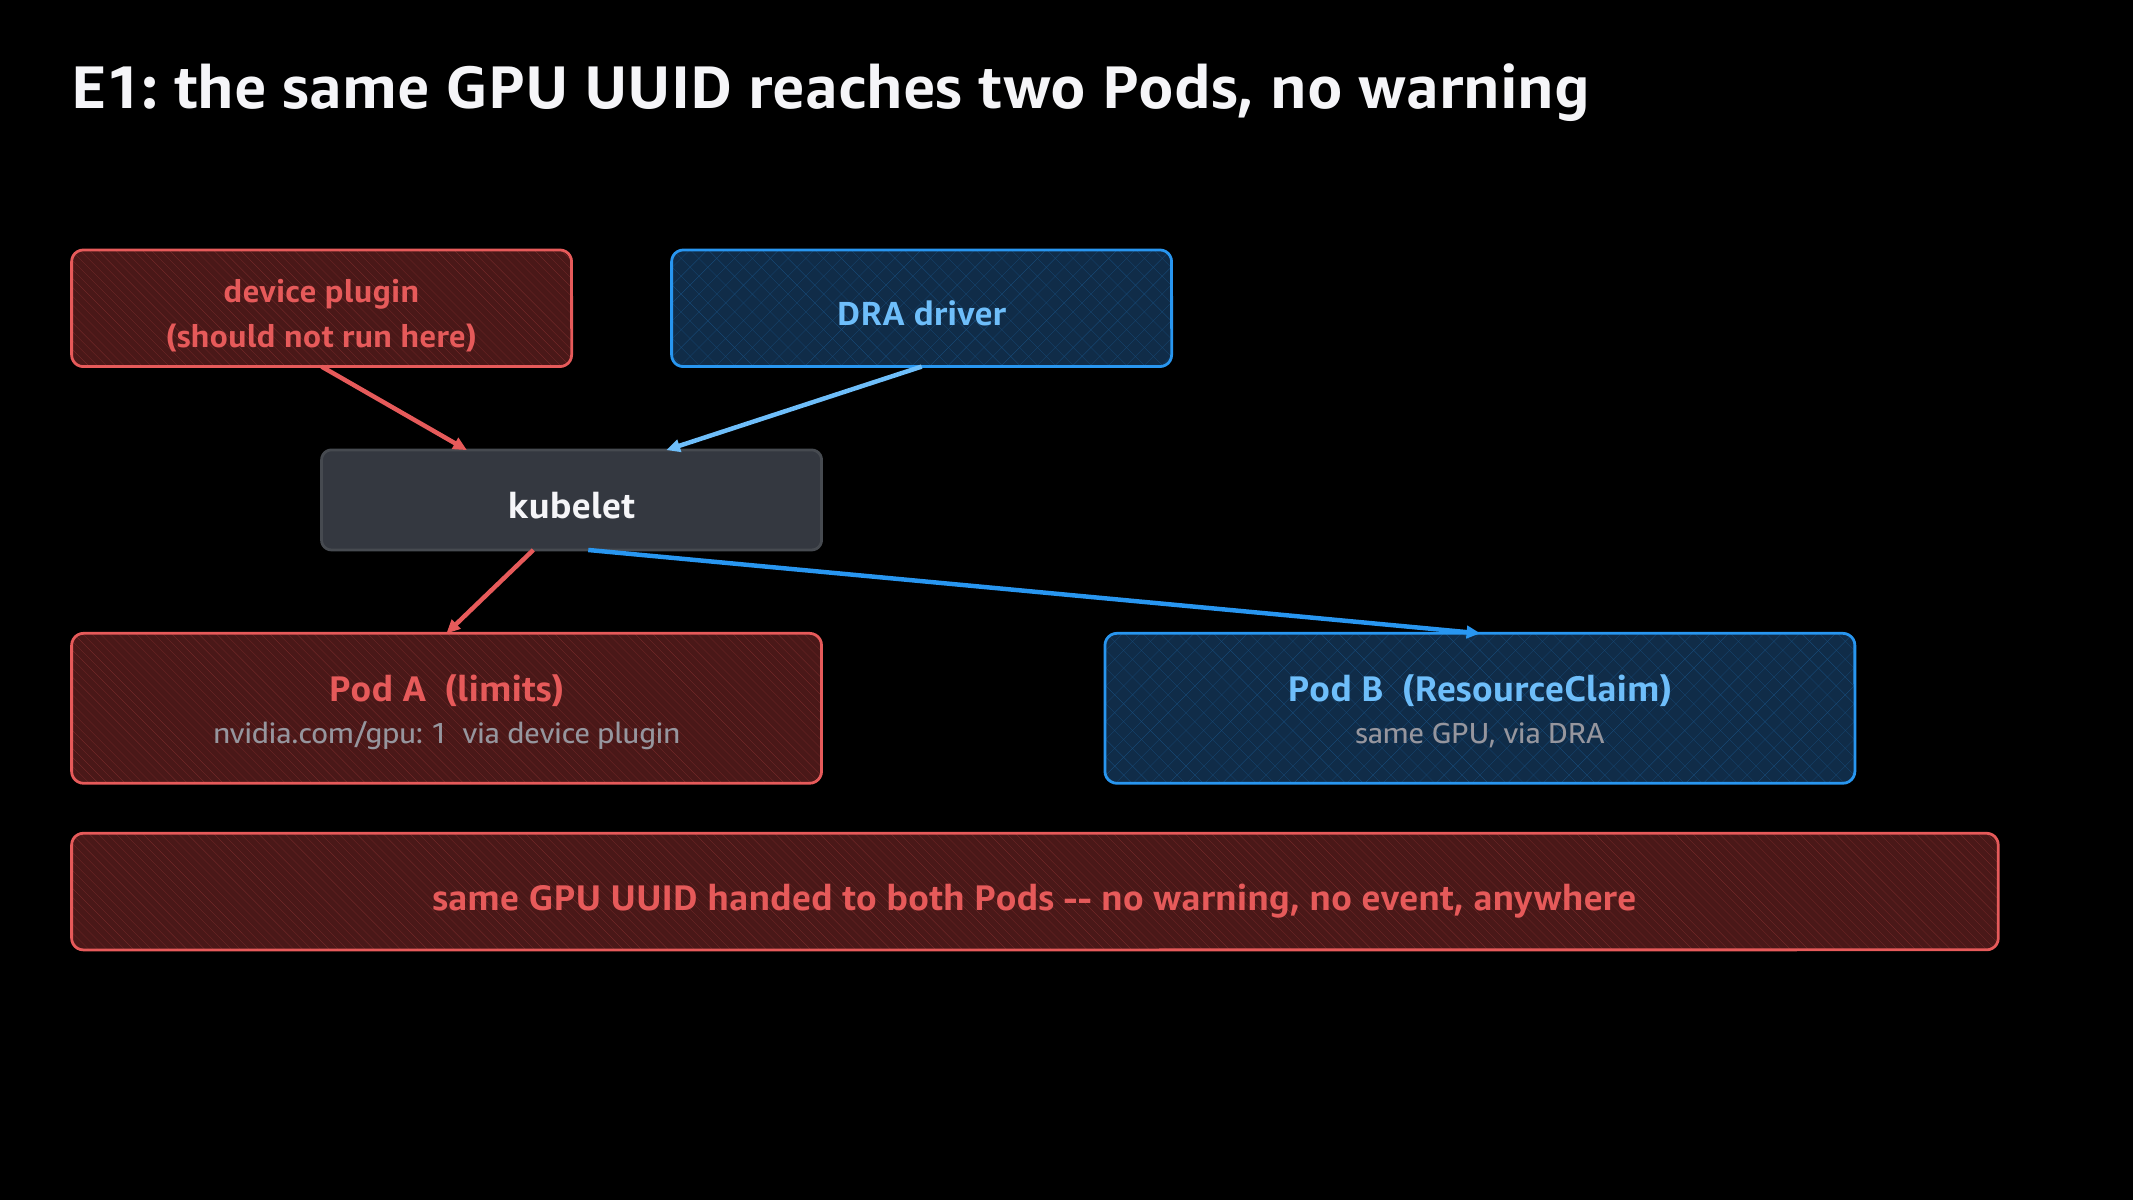 E1: the same GPU UUID reaches two Pods, no warning
device plugin
(should not run here)
DRA driver
kubelet
Pod A  (limits)
nvidia.com/gpu: 1  via device plugin
Pod B  (ResourceClaim)
same GPU, via DRA
same GPU UUID handed to both Pods -- no warning, no event, anywhere